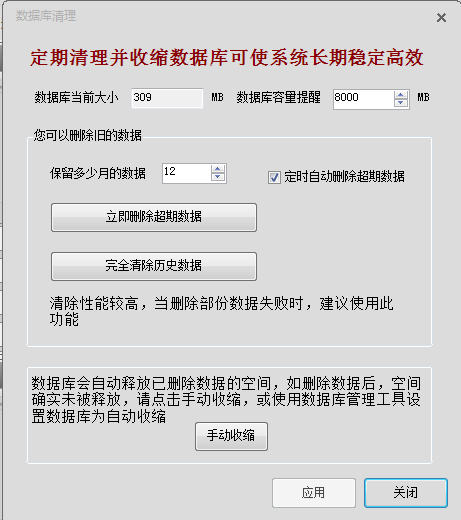 数据库清理
定期清理并收缩数据库可使系统长期稳定高效
数据库当前大小 309 MB 数据库容量提醒 8000 MB
您可以删除旧的数据
保留多少月的数据 12 定时自动删除超期数据
立即删除超期数据
完全清除历史数据
清除性能较高，当删除部份数据失败时，建议使用此
功能
数据库会自动释放已删除数据的空间，如删除数据后，空间
确实未被释放，请点击手动收缩，或使用数据库管理工具设
置数据库为自动收缩
手动收缩
应用 关闭